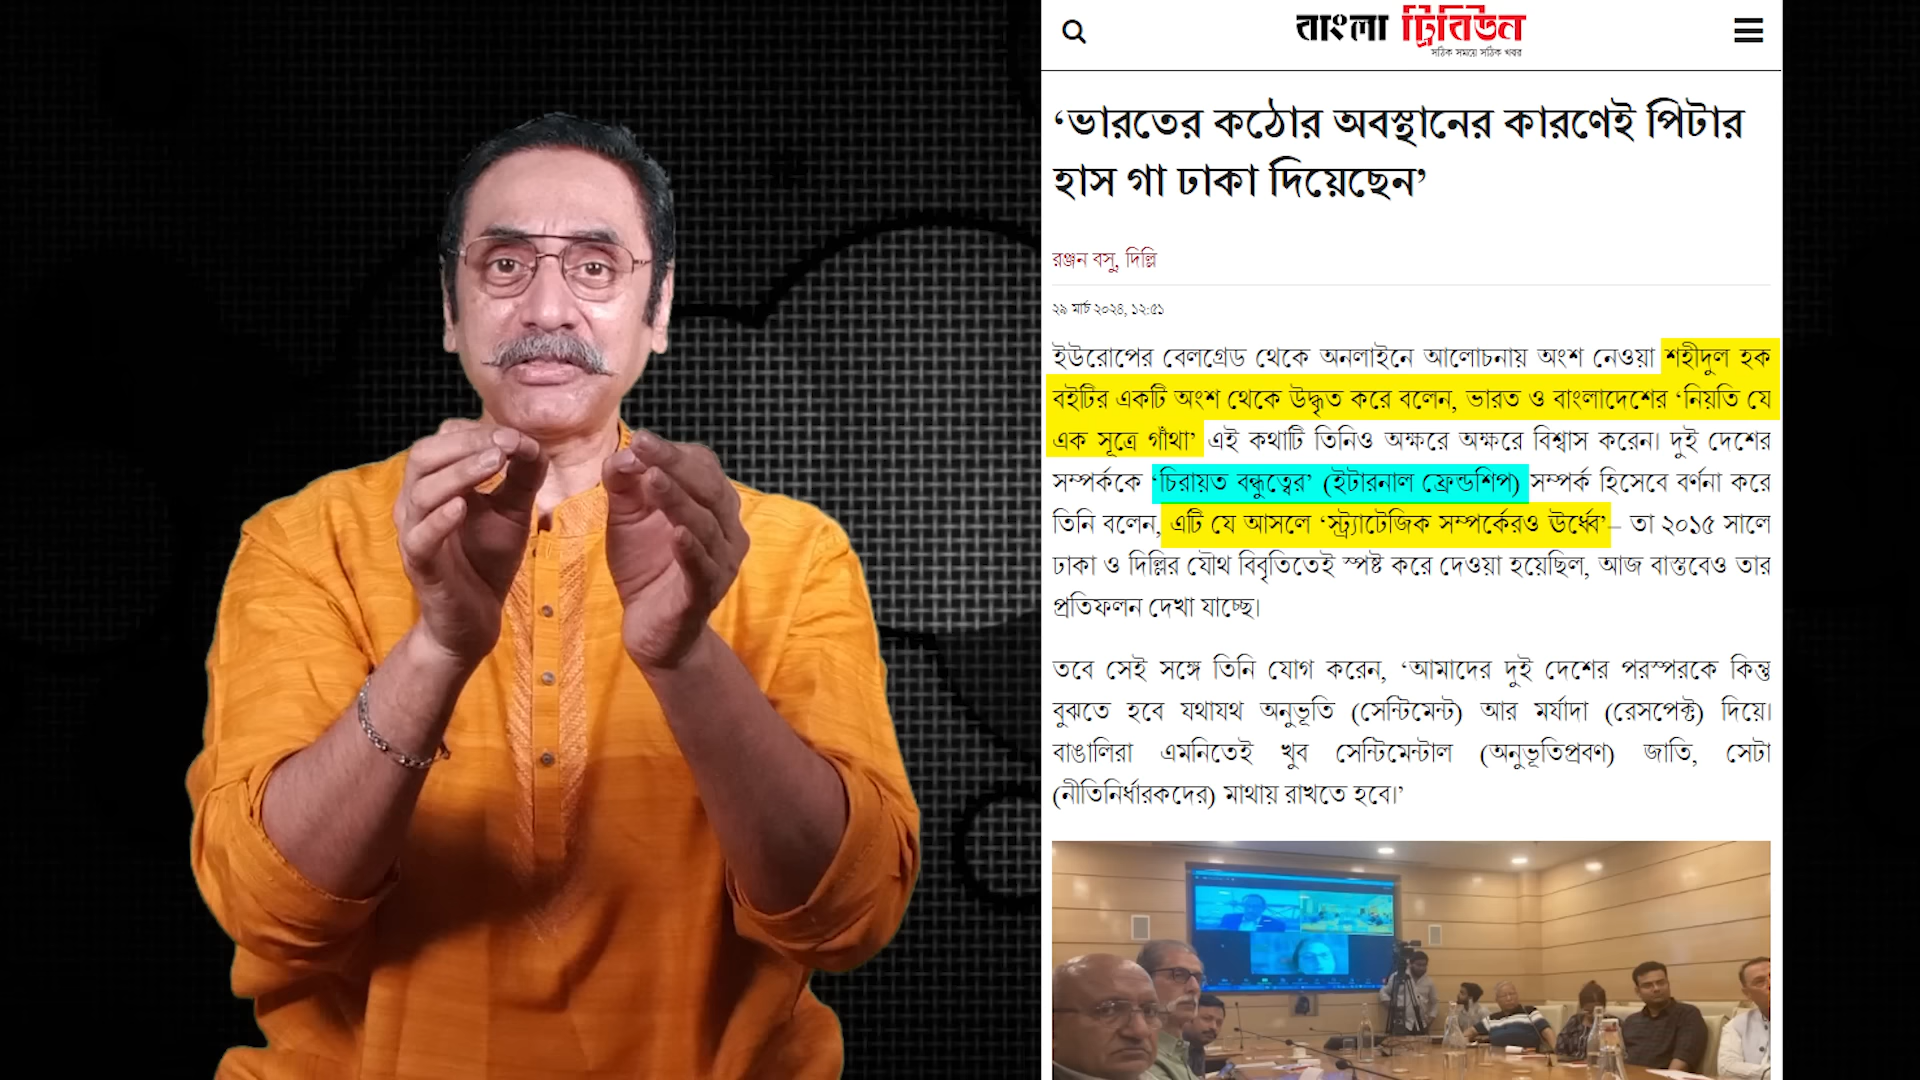 বাংলা ট্রিবিউন
সঠিক সময়ে সঠিক খবর
‘ভারতের কঠোর অবস্থানের কারণেই পিটার
হাস গা ঢাকা দিয়েছেন’
রঞ্জন বসু, দিল্লি
২৯ মার্চ ২০২৪, ১২:৫১
ইউরোপের বেলগ্রেড থেকে অনলাইনে আলোচনায় অংশ নেওয়া শহীদুল হক
বইটির একটি অংশ থেকে উদ্ধৃত করে বলেন, ভারত ও বাংলাদেশের ‘নিয়তি যে
এক সূত্রে গাঁথা’ এই কথাটি তিনিও অক্ষরে অক্ষরে বিশ্বাস করেন। দুই দেশের
সম্পর্ককে ‘চিরায়ত বন্ধুত্বের’ (ইটারনাল ফ্রেন্ডশিপ) সম্পর্ক হিসেবে বর্ণনা করে
তিনি বলেন, এটি যে আসলে ‘স্ট্র্যাটেজিক সম্পর্কেরও ঊর্ধ্বে’– তা ২০১৫ সালে
ঢাকা ও দিল্লির যৌথ বিবৃতিতেই স্পষ্ট করে দেওয়া হয়েছিল, আজ বাস্তবেও তার
প্রতিফলন দেখা যাচ্ছে।
তবে সেই সঙ্গে তিনি যোগ করেন, ‘আমাদের দুই দেশের পরস্পরকে কিন্তু
বুঝতে হবে যথাযথ অনুভূতি (সেন্টিমেন্ট) আর মর্যাদা (রেসপেক্ট) দিয়ে।
বাঙালিরা এমনিতেই খুব সেন্টিমেন্টাল (অনুভূতিপ্রবণ) জাতি, সেটা
(নীতিনির্ধারকদের) মাথায় রাখতে হবে।’